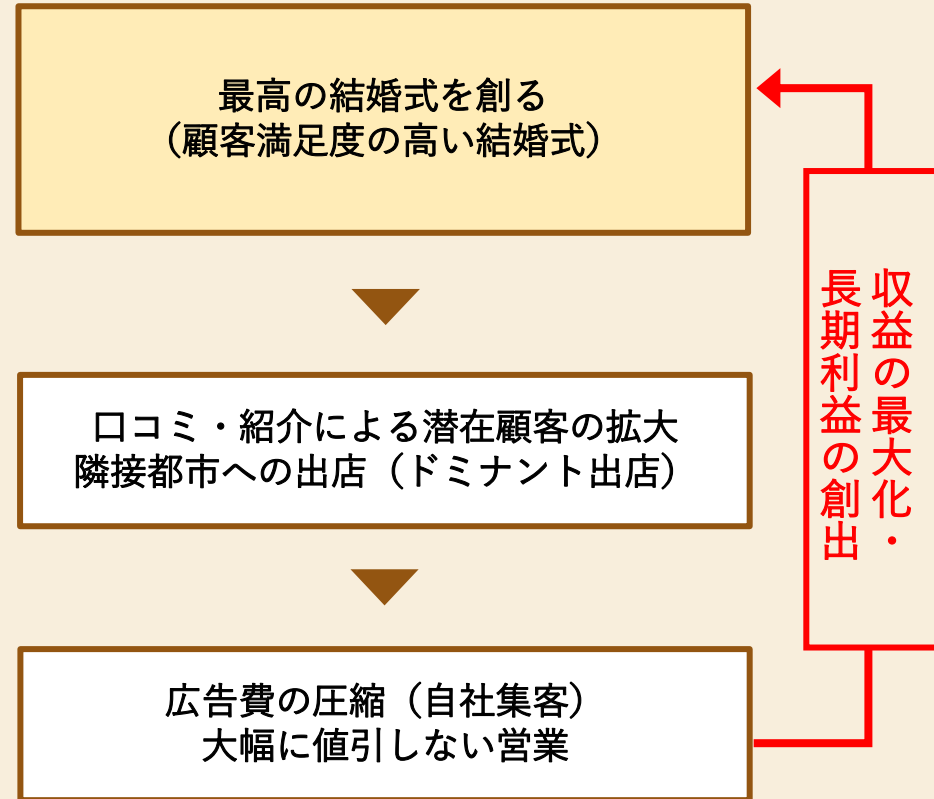 最高の結婚式を創る
（顧客満足度の高い結婚式）
口コミ・紹介による潜在顧客の拡大
隣接都市への出店（ドミナント出店）
広告費の圧縮（自社集客）
大幅に値引しない営業
収益の最大化・
長期利益の創出